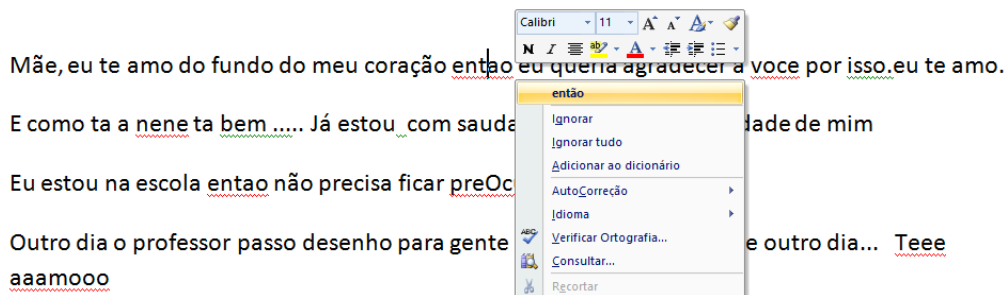 Calibri 11 A A A
N I A
Mãe, eu te amo do fundo do meu coração entao eu queria agradecer a voce por isso.eu te amo.
então
E como ta a nene ta bem ..... Já estou  com sauda dade de mim
Ignorar
Ignorar tudo
Adicionar ao dicionário
Eu estou na escola entao não precisa ficar preOc
AutoCorreção
Idioma
Outro dia o professor passo desenho para gente e outro dia... Teee
Verificar Ortografia...
Consultar...
aaamooo
Recortar